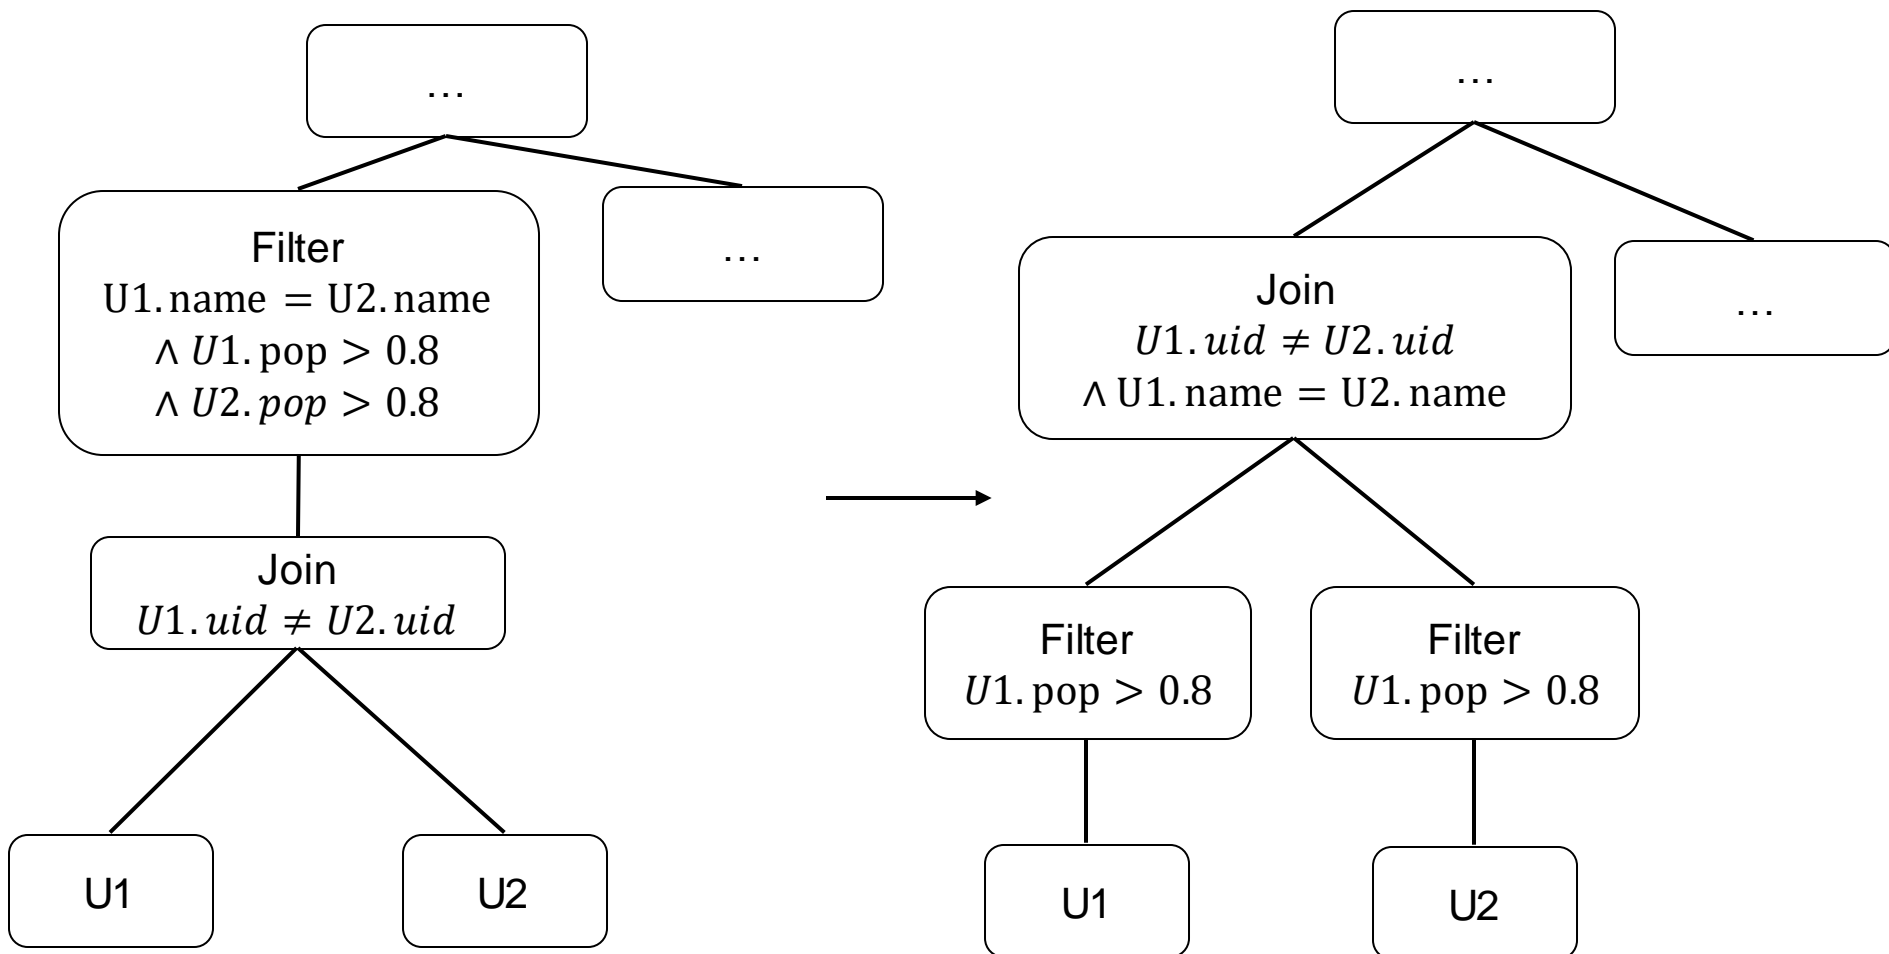 …
Filter
U1.name = U2.name
∧ U1.pop > 0.8
∧ U2.pop > 0.8
…
Join
U1.uid ≠ U2.uid
U1
U2
…
Join
U1.uid ≠ U2.uid
∧ U1.name = U2.name
…
Filter
U1.pop > 0.8
Filter
U1.pop > 0.8
U1
U2